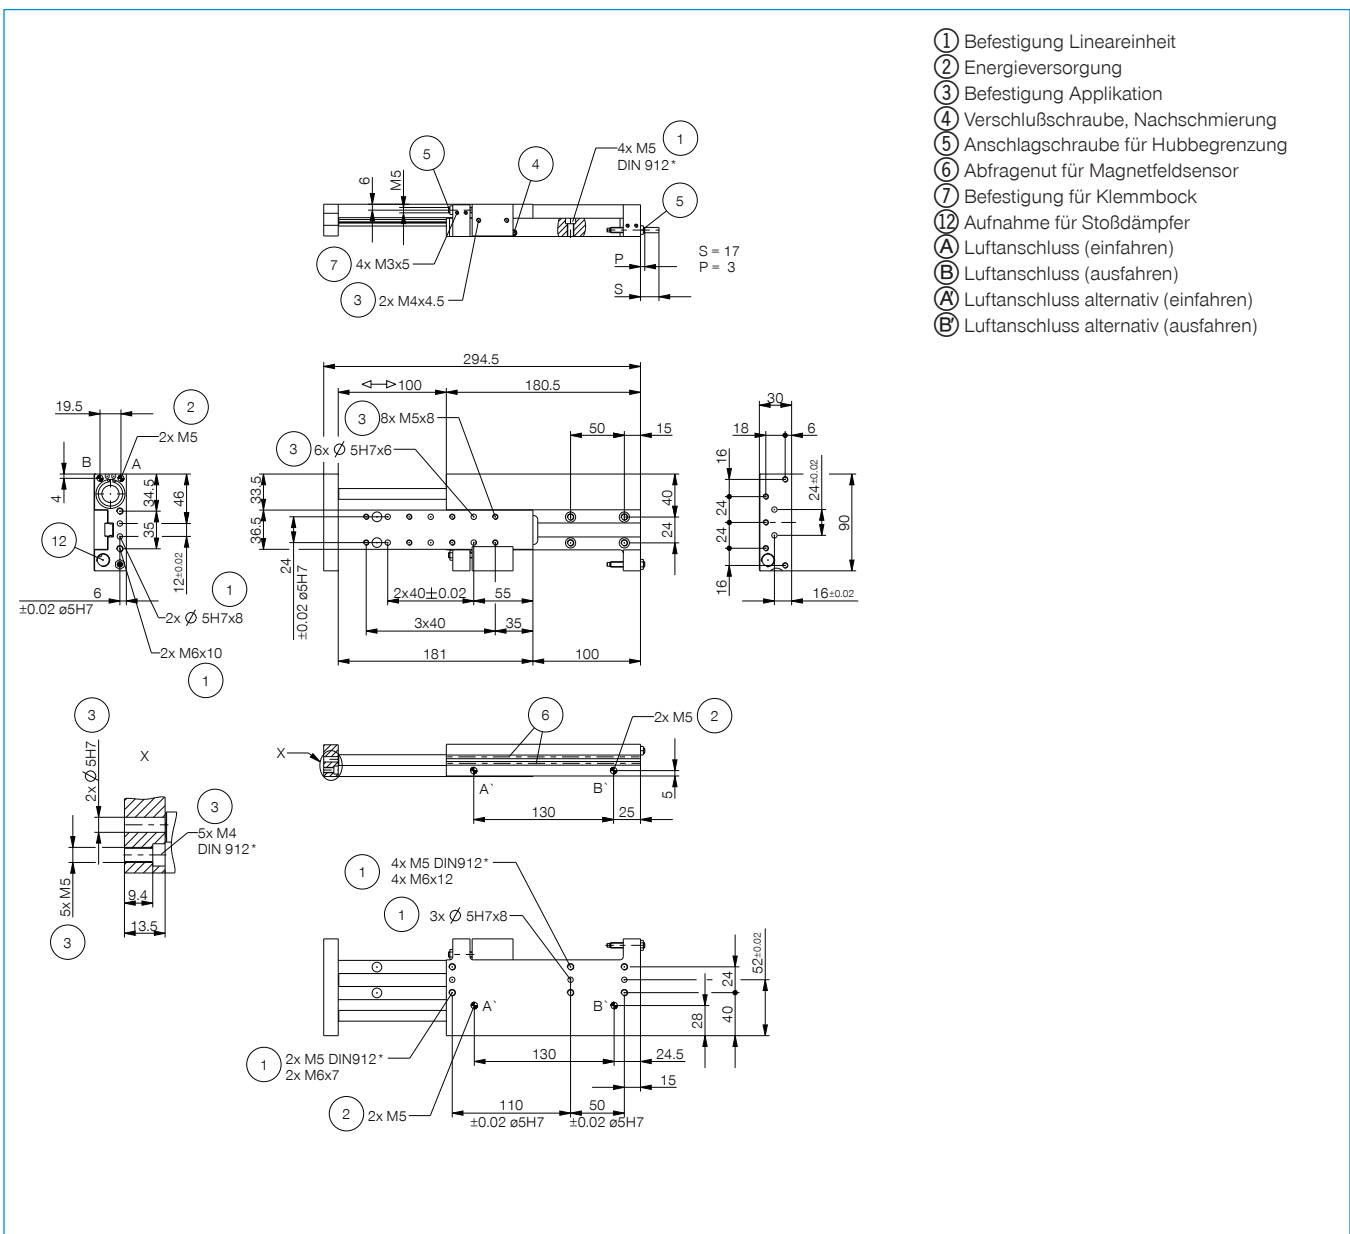 1 Befestigung Lineareinheit
2 Energieversorgung
3 Befestigung Applikation
4 Verschlußschraube, Nachschmierung
5 Anschlagschraube für Hubbegrenzung
6 Abfragenut für Magnetfeldsensor
7 Befestigung für Klemmbock
12 Aufnahme für Stoßdämpfer
A Luftanschluss (einfahren)
B Luftanschluss (ausfahren)
A' Luftanschluss alternativ (einfahren)
B' Luftanschluss alternativ (ausfahren)
5
4
4x M5
DIN 912*
1
5
6
M5
7
4x M3x5
3
2x M4x4.5
P
S
S = 17
P = 3
294.5
100
180.5
3
8x M5x8
3
6x Ø 5H7x6
50
15
33.5
36.5
40
24
24
±0.02 ø5H7
2x40±0.02
55
3x40
35
181
100
19.5
2
2x M5
B
A
4
34.5
46
35
12
12±0.02
6
±0.02 ø5H7
1
2x Ø 5H7x8
2x M6x10
1
30
18
6
16
24
24
16
24±0.02
90
16±0.02
3
2x Ø 5H7
X
3
5x M4
DIN 912*
5x M5
9.4
13.5
3
X
6
2x M5
2
A`
B`
5
130
25
1
4x M5 DIN912*
4x M6x12
1
3x Ø 5H7x8
A`
B`
28
24
40
52±0.02
1
2x M5 DIN912*
2x M6x7
130
24.5
15
2
2x M5
110
±0.02 ø5H7
50
±0.02 ø5H7